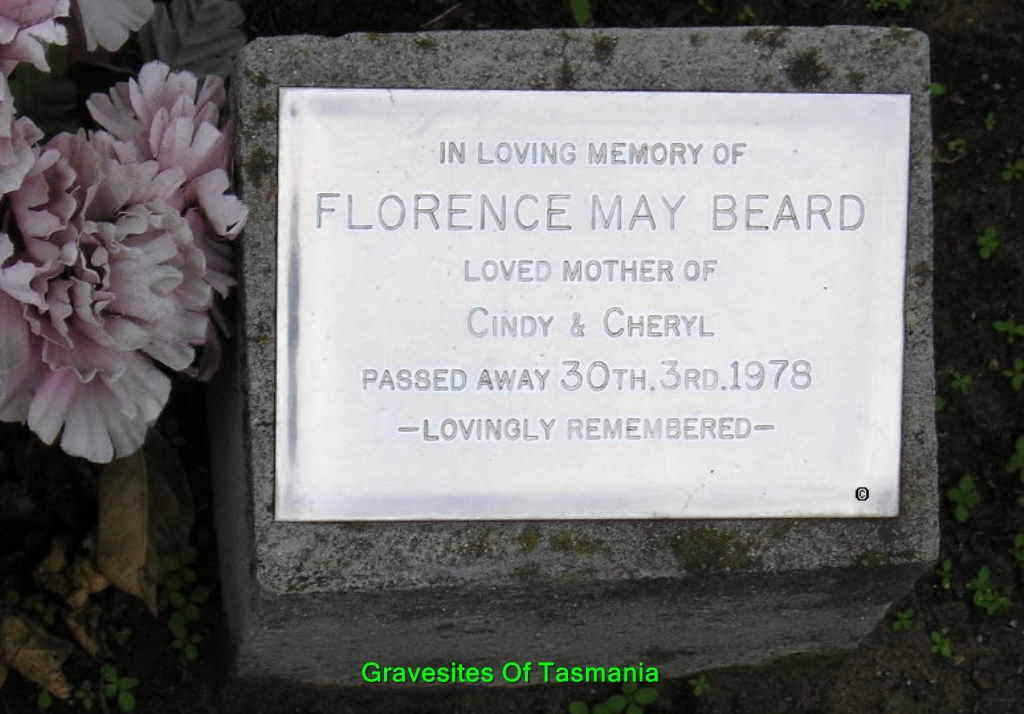 IN LOVING MEMORY OF
FLORENCE MAY BEARD
LOVED MOTHER OF
CINDY & CHERYL
PASSED AWAY 30TH.3RD.1978
–LOVINGLY REMEMBERED–
©
Gravesites Of Tasmania